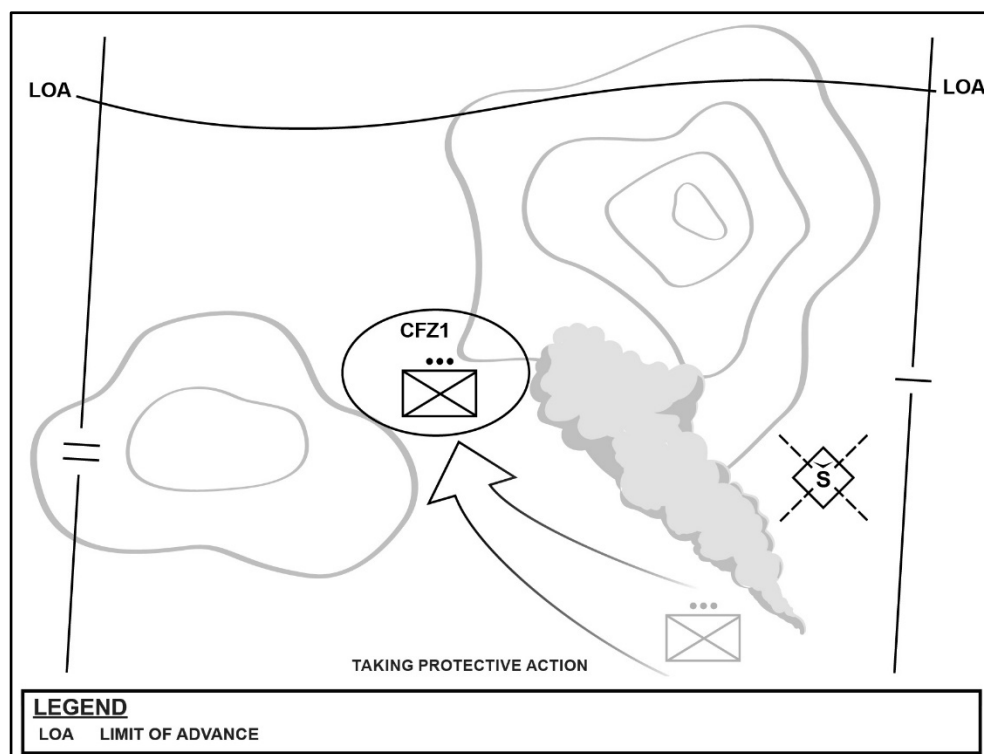 LOA
LOA
CFZ1
S
TAKING PROTECTIVE ACTION
LEGEND
LOA LIMIT OF ADVANCE